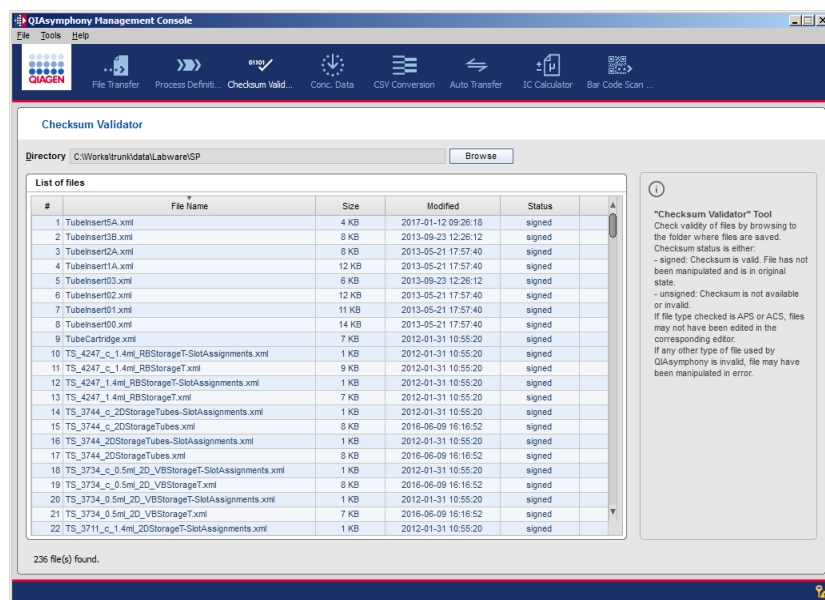 QIAsymphony Management Console
File Tools Help
QIAGEN
File Transfer Process Definiti... Checksum Valid... Conc. Data CSV Conversion Auto Transfer IC Calculator Bar Code Scan ...
Checksum Validator
Directory C:\Works\trunk\data\Labware\SP Browse
List of files
# File Name Size Modified Status
1 TubeInsert5A.xml 4 KB 2017-01-12 09:26:18 signed
2 TubeInsert3B.xml 8 KB 2013-09-23 12:26:12 signed
3 TubeInsert2A.xml 8 KB 2013-05-21 17:57:40 signed
4 TubeInsert1A.xml 12 KB 2013-05-21 17:57:40 signed
5 TubeInsert03.xml 6 KB 2013-09-23 12:26:12 signed
6 TubeInsert02.xml 12 KB 2013-05-21 17:57:40 signed
7 TubeInsert01.xml 11 KB 2013-05-21 17:57:40 signed
8 TubeInsert00.xml 14 KB 2013-05-21 17:57:40 signed
9 TubeCartridge.xml 7 KB 2012-01-31 10:55:20 signed
10 TS_4247_c_1.4ml_RBStorageT-SlotAssignments.xml 1 KB 2012-01-31 10:55:20 signed
11 TS_4247_c_1.4ml_RBStorageT.xml 9 KB 2012-01-31 10:55:20 signed
12 TS_4247_1.4ml_RBStorageT-SlotAssignments.xml 1 KB 2012-01-31 10:55:20 signed
13 TS_4247_1.4ml_RBStorageT.xml 7 KB 2012-01-31 10:55:20 signed
14 TS_3744_c_2DStorageTubes-SlotAssignments.xml 1 KB 2012-01-31 10:55:20 signed
15 TS_3744_c_2DStorageTubes.xml 8 KB 2016-06-09 16:16:52 signed
16 TS_3744_2DStorageTubes-SlotAssignments.xml 1 KB 2012-01-31 10:55:20 signed
17 TS_3744_2DStorageTubes.xml 8 KB 2016-06-09 16:16:52 signed
18 TS_3734_c_0.5ml_2D_VBStorageT-SlotAssignments.xml 1 KB 2012-01-31 10:55:20 signed
19 TS_3734_c_0.5ml_2D_VBStorageT.xml 8 KB 2016-06-09 16:16:52 signed
20 TS_3734_0.5ml_2D_VBStorageT-SlotAssignments.xml 1 KB 2012-01-31 10:55:20 signed
21 TS_3734_0.5ml_2D_VBStorageT.xml 7 KB 2016-06-09 16:16:52 signed
22 TS_3711_c_1.4ml_2DStorageT-SlotAssignments.xml 1 KB 2012-01-31 10:55:20 signed
236 file(s) found.
"Checksum Validator" Tool
Check validity of files by browsing to
the folder where files are saved.
Checksum status is either:
- signed: Checksum is valid. File has not
been manipulated and is in original
state.
- unsigned: Checksum is not available
or invalid.
If file type checked is APS or ACS, files
may not have been edited in the
corresponding editor.
If any other type of file used by
QIAsymphony is invalid, file may have
been manipulated in error.